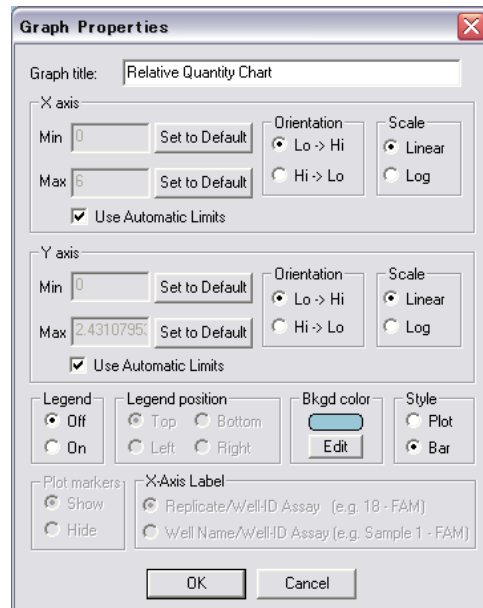 Graph Properties
Graph title: Relative Quantity Chart
X axis
Min 0 Set to Default
Max 6 Set to Default
Use Automatic Limits
Orientation
Lo -> Hi
Hi -> Lo
Scale
Linear
Log
Y axis
Min 0 Set to Default
Max 2.43107953 Set to Default
Use Automatic Limits
Orientation
Lo -> Hi
Hi -> Lo
Scale
Linear
Log
Legend
Off
On
Legend position
Top Bottom
Left Right
Bkgd color
Edit
Style
Plot
Bar
Plot markers
Show
Hide
X-Axis Label
Replicate/Well-ID Assay (e.g. 18 - FAM)
Well Name/Well-ID Assay (e.g. Sample 1 - FAM)
OK Cancel